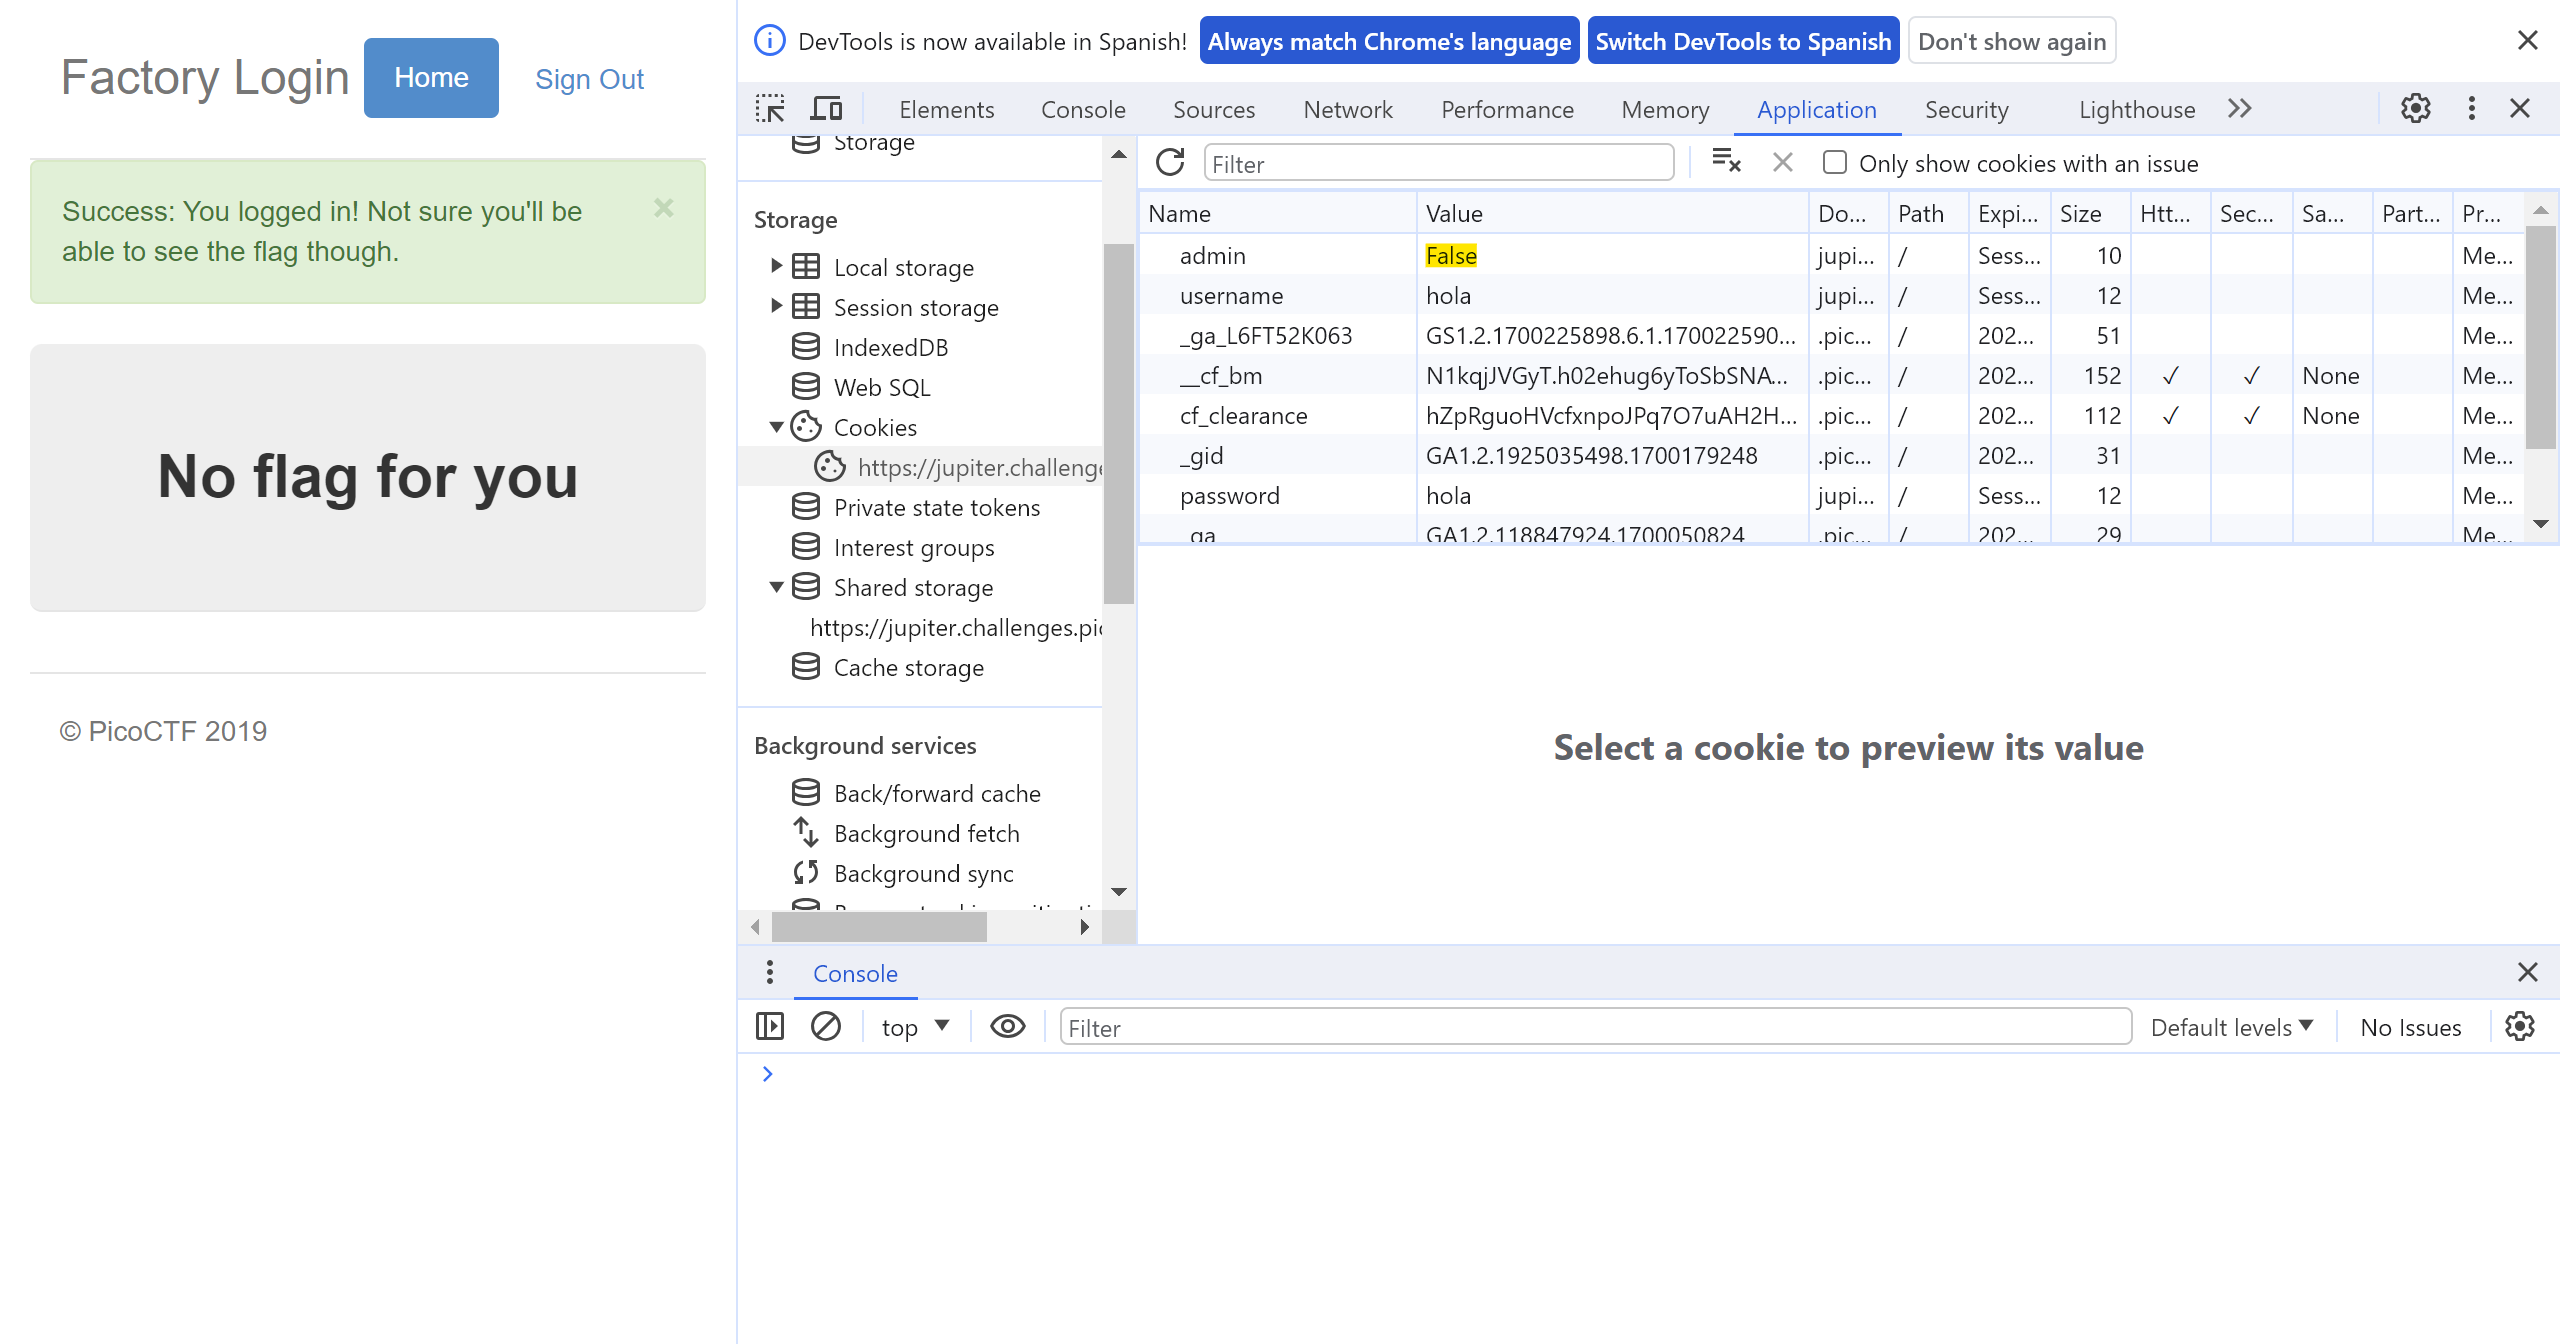 Factory Login
Home
Sign Out
Success: You logged in! Not sure you'll be
able to see the flag though.
×
No flag for you
© PicoCTF 2019
DevTools is now available in Spanish!
Always match Chrome's language
Switch DevTools to Spanish
Don't show again
Elements
Console
Sources
Network
Performance
Memory
Application
Security
Lighthouse
Storage
Storage
Local storage
Session storage
IndexedDB
Web SQL
Cookies
https://jupiter.challenge
Private state tokens
Interest groups
Shared storage
https://jupiter.challenges.pic
Cache storage
Background services
Back/forward cache
Background fetch
Background sync
Filter
Only show cookies with an issue
Name Value Do... Path Expi... Size Htt... Sec... Sa... Part... Pr...
admin False jupi... / Sess... 10 Me...
username hola jupi... / Sess... 12 Me...
_ga_L6FT52K063 GS1.2.1700225898.6.1.170022590... .pic... / 202... 51 Me...
__cf_bm N1kqjJVGyT.h02ehug6yToSbSNA... .pic... / 202... 152 ✓ ✓ None Me...
cf_clearance hZpRguoHVcfxnpoJPq7O7uAH2H... .pic... / 202... 112 ✓ ✓ None Me...
_gid GA1.2.1925035498.1700179248 .pic... / 202... 31 Me...
password hola jupi... / Sess... 12 Me...
_ga GA1.2.118847924.1700050824 .pic... / 202... 29 Me...
Select a cookie to preview its value
Console
top
Filter
Default levels
No Issues